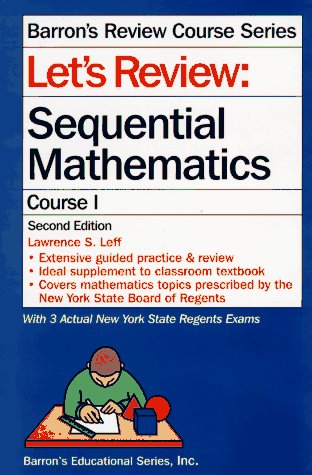 Barron's Review Course Series
Let's Review:
Sequential
Mathematics
Course I
Second Edition
Lawrence S. Leff
• Extensive guided practice & review
• Ideal supplement to classroom textbook
• Covers mathematics topics prescribed by the
New York State Board of Regents
With 3 Actual New York State Regents Exams
Barron's Educational Series, Inc.